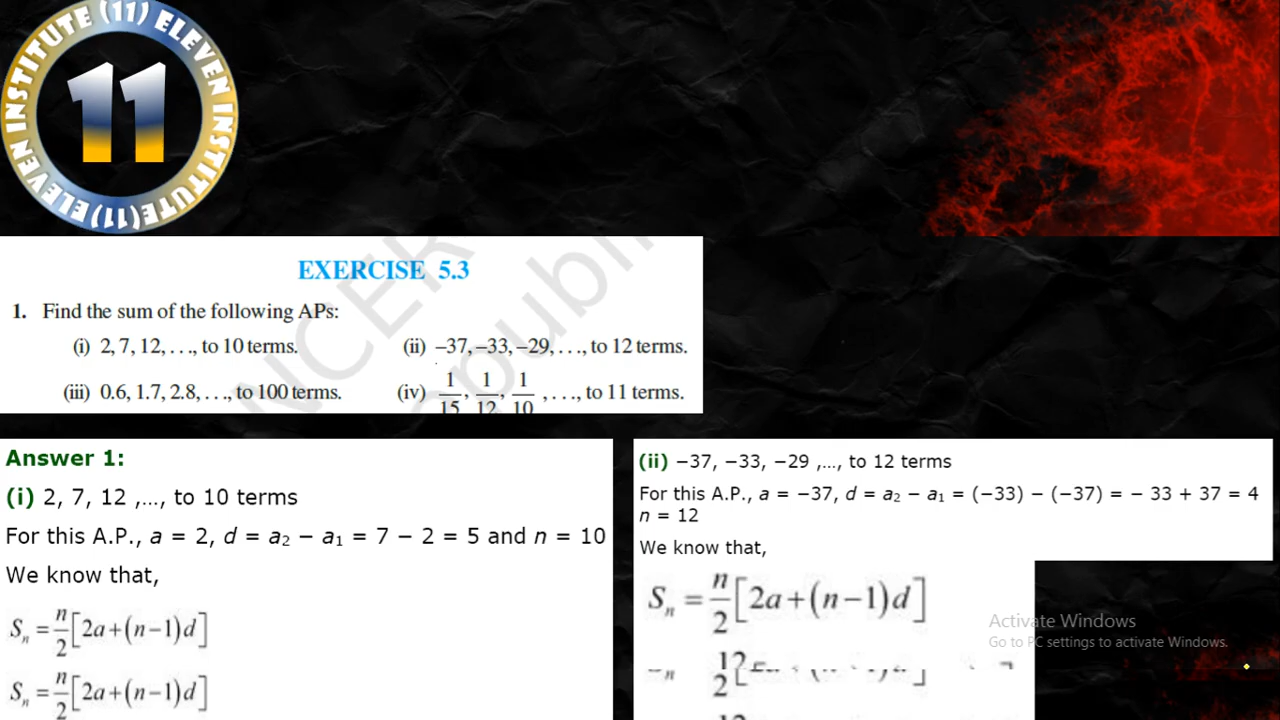 ELEVEN INSTITUTE (11) ELEVEN INSTITUTE (11)
11
EXERCISE 5.3
1. Find the sum of the following APs:
(i) 2, 7, 12, . . ., to 10 terms. (ii) –37, –33, –29, . . ., to 12 terms.
(iii) 0.6, 1.7, 2.8, . . ., to 100 terms. (iv) 1/15, 1/12, 1/10, . . ., to 11 terms.
NCER
republi
Answer 1:
(i) 2, 7, 12 ,…, to 10 terms
For this A.P., a = 2, d = a₂ − a₁ = 7 − 2 = 5 and n = 10
We know that,
Sₙ = n/2 [2a+(n−1)d]
Sₙ = n/2 [2a+(n−1)d]
(ii) −37, −33, −29 ,…, to 12 terms
For this A.P., a = −37, d = a₂ − a₁ = (−33) − (−37) = − 33 + 37 = 4
n = 12
We know that,
Sₙ = n/2 [2a+(n−1)d]
n 12/2 [ ]
12
Activate Windows
Go to PC settings to activate Windows.